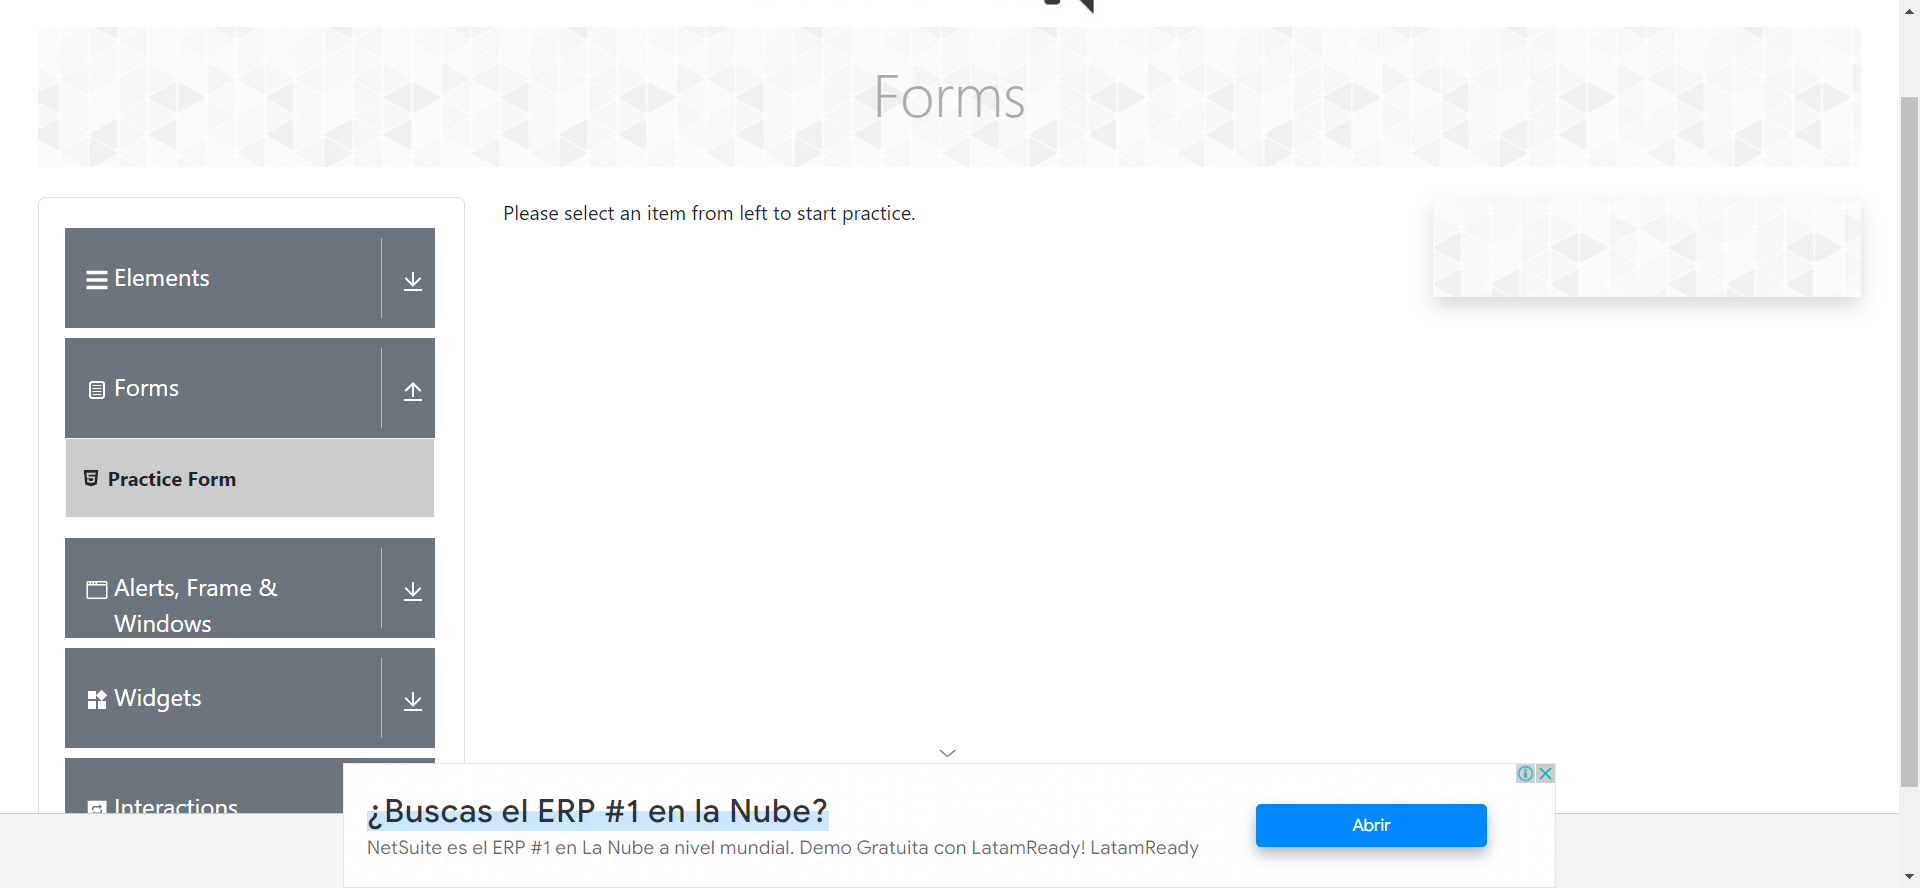 Forms
Please select an item from left to start practice.
Elements
Forms
Practice Form
Alerts, Frame &
Windows
Widgets
Interactions
¿Buscas el ERP #1 en la Nube?
NetSuite es el ERP #1 en La Nube a nivel mundial. Demo Gratuita con LatamReady! LatamReady
Abrir